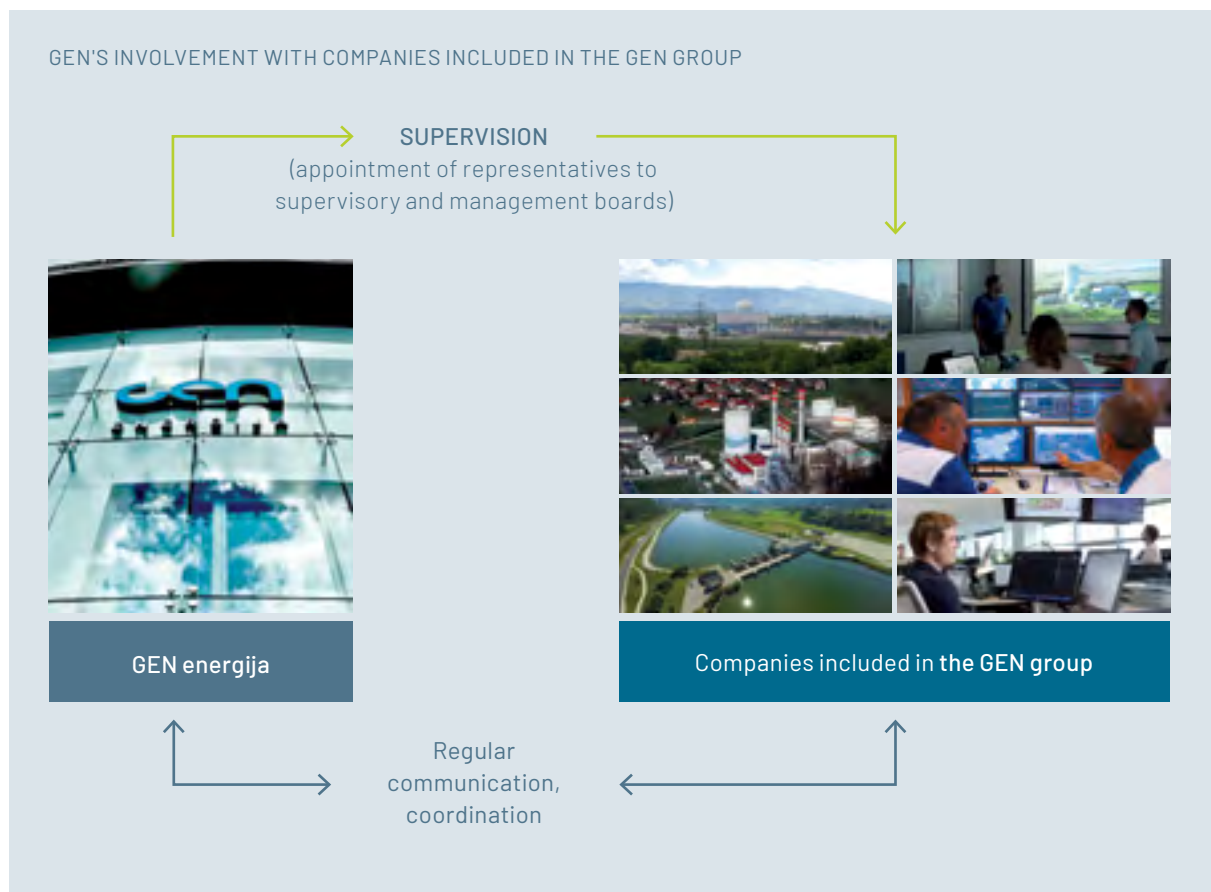 GEN'S INVOLVEMENT WITH COMPANIES INCLUDED IN THE GEN GROUP
SUPERVISION
(appointment of representatives to
supervisory and management boards)
gen
GEN energija
Companies included in the GEN group
Regular
communication,
coordination